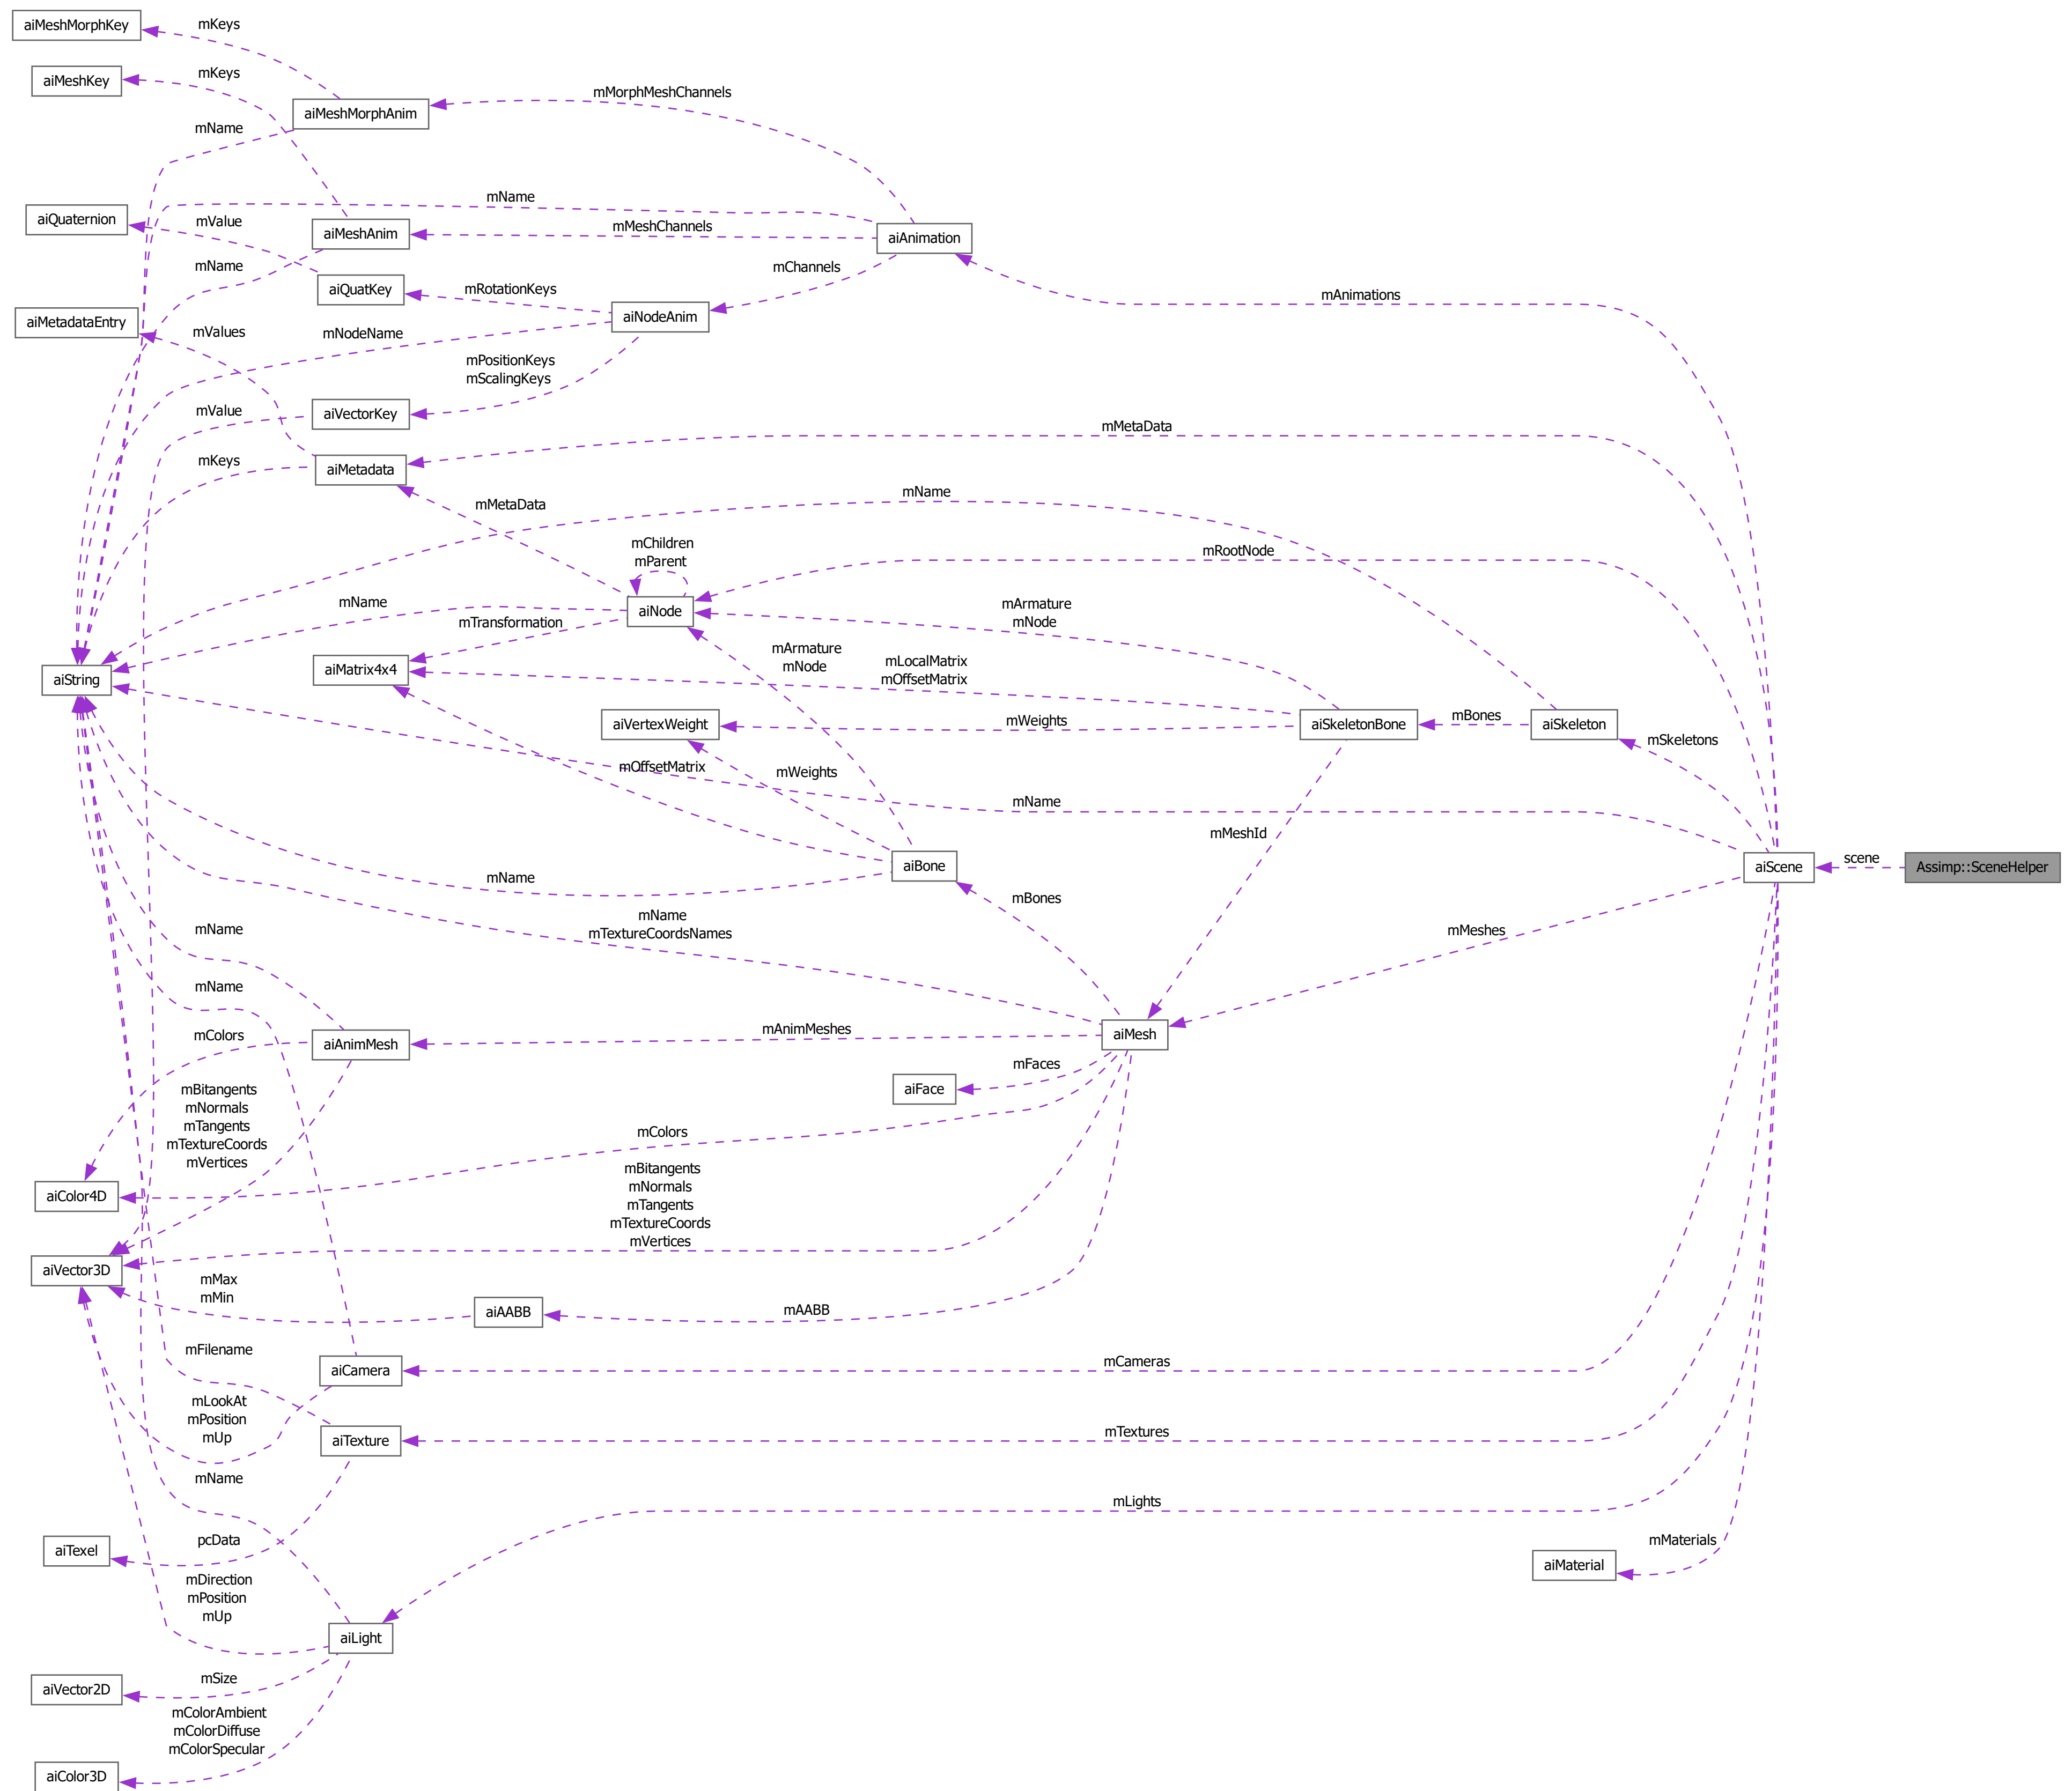 aiMeshMorphKey
mKeys
aiMeshKey
mKeys
mMorphMeshChannels
aiMeshMorphAnim
mName
mName
aiQuaternion
mValue
aiMeshAnim
mMeshChannels
aiAnimation
mName
mChannels
aiQuatKey
mRotationKeys
mAnimations
aiMetadataEntry
aiNodeAnim
mValues
mNodeName
mPositionKeys
mScalingKeys
mValue
aiVectorKey
mMetaData
mKeys
aiMetadata
mName
mMetaData
mChildren
mParent
mRootNode
mName
aiNode
mArmature
mNode
mTransformation
mArmature
mNode
mLocalMatrix
mOffsetMatrix
aiMatrix4x4
aiString
aiVertexWeight
mWeights
aiSkeletonBone
mBones
aiSkeleton
mSkeletons
mOffsetMatrix
mWeights
mName
mMeshId
aiBone
aiScene
scene
Assimp::SceneHelper
mName
mBones
mName
mTextureCoordsNames
mName
mMeshes
mName
mColors
aiAnimMesh
mAnimMeshes
aiMesh
mFaces
aiFace
mBitangents
mNormals
mTangents
mTextureCoords
mVertices
mColors
aiColor4D
mBitangents
mNormals
mTangents
mTextureCoords
mVertices
aiVector3D
mMax
mMin
aiAABB
mAABB
mFilename
aiCamera
mCameras
mLookAt
mPosition
mUp
aiTexture
mTextures
mName
mLights
pcData
aiTexel
mMaterials
aiMaterial
mDirection
mPosition
mUp
aiLight
mSize
aiVector2D
mColorAmbient
mColorDiffuse
mColorSpecular
aiColor3D